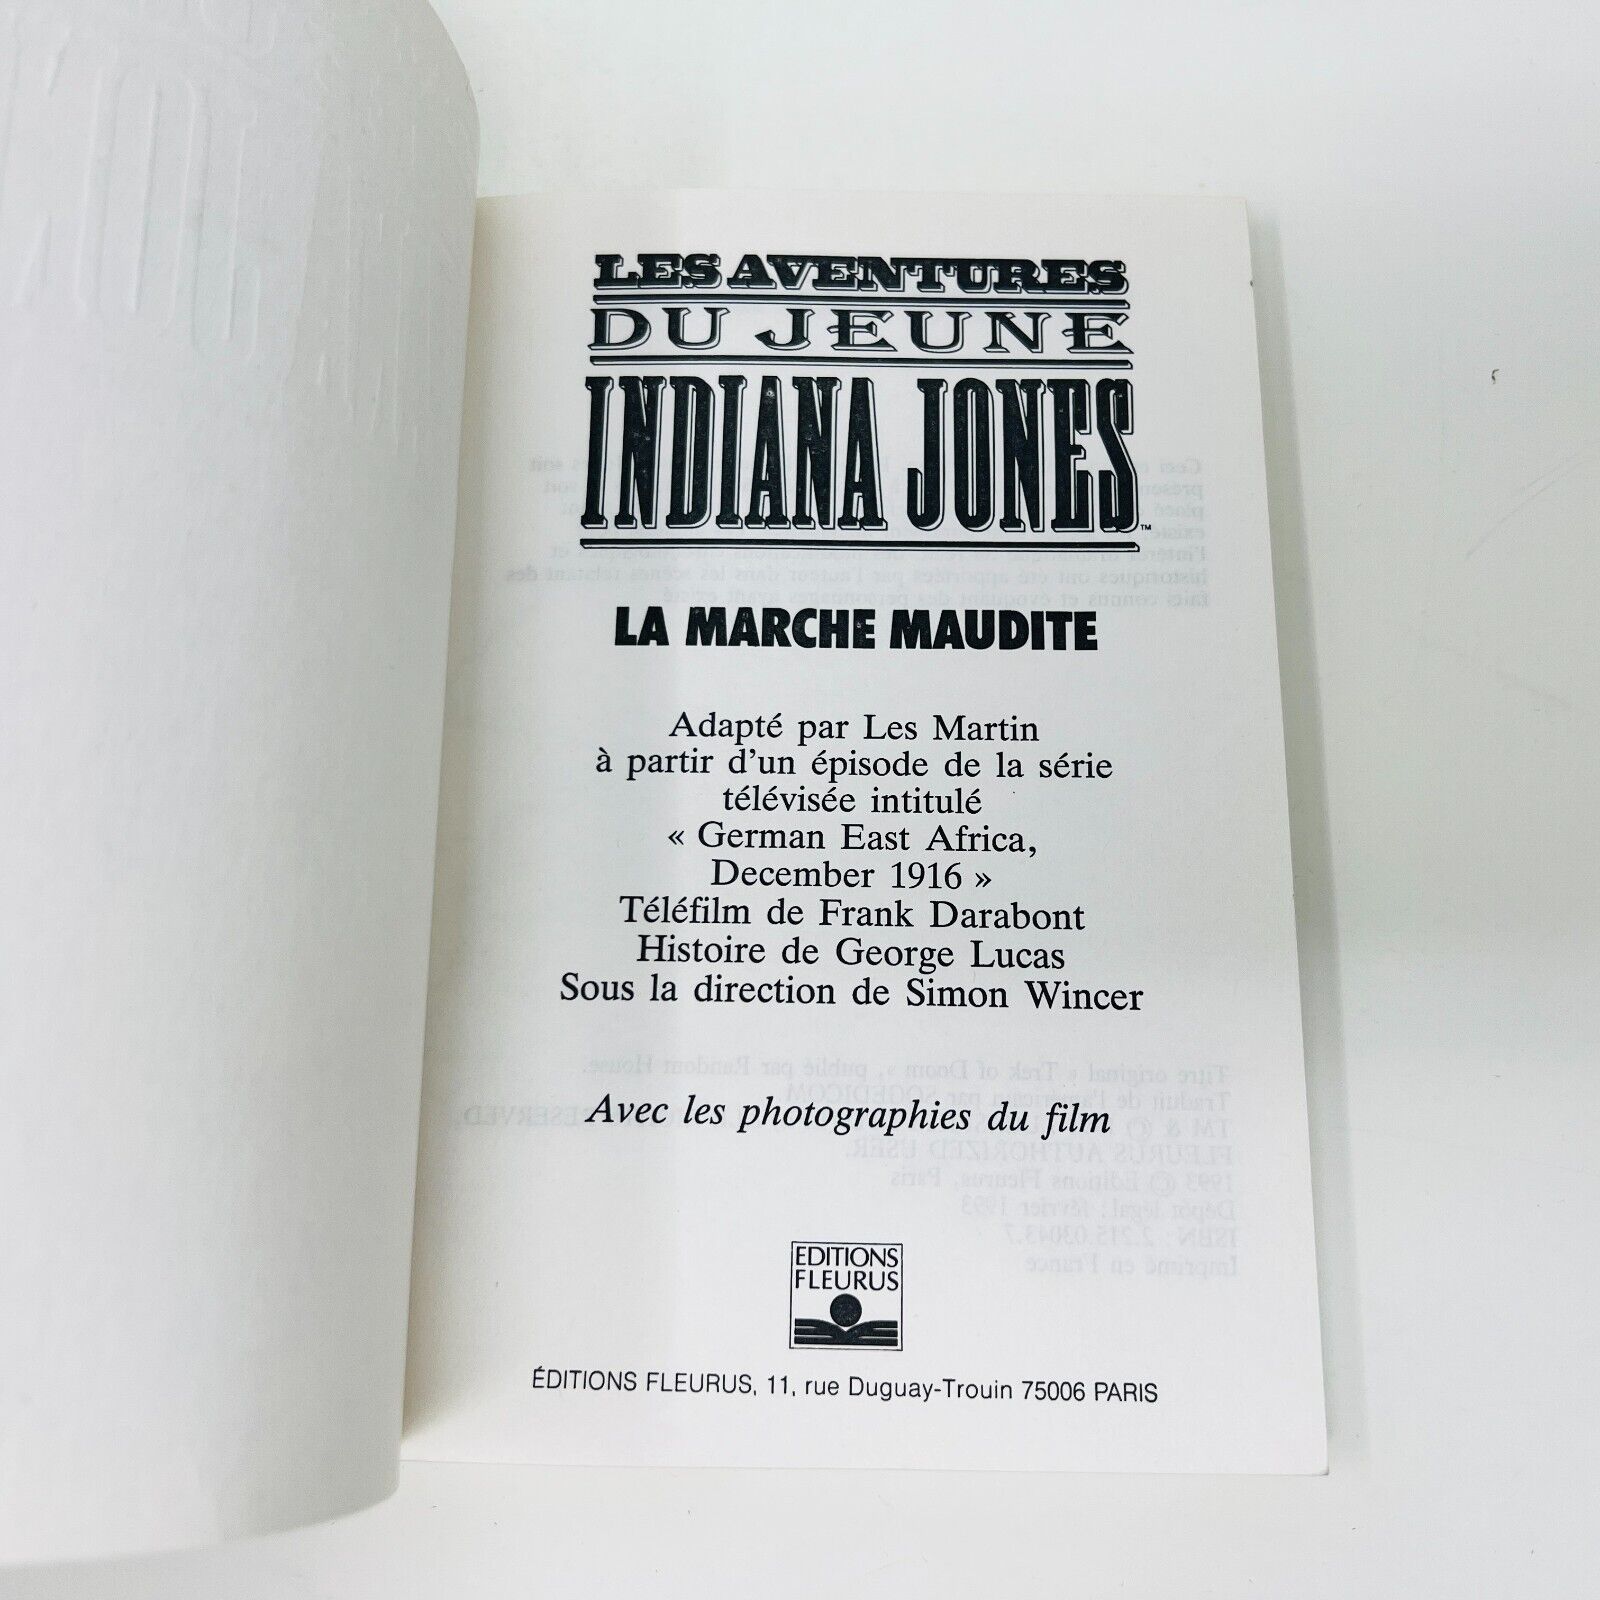 LES AVENTURES
DU JEUNE
INDIANA JONES™
LA MARCHE MAUDITE
Adapté par Les Martin
à partir d'un épisode de la série
télévisée intitulé
« German East Africa,
December 1916 »
Téléfilm de Frank Darabont
Histoire de George Lucas
Sous la direction de Simon Wincer
Avec les photographies du film
EDITIONS
FLEURUS
ÉDITIONS FLEURUS, 11, rue Duguay-Trouin 75006 PARIS